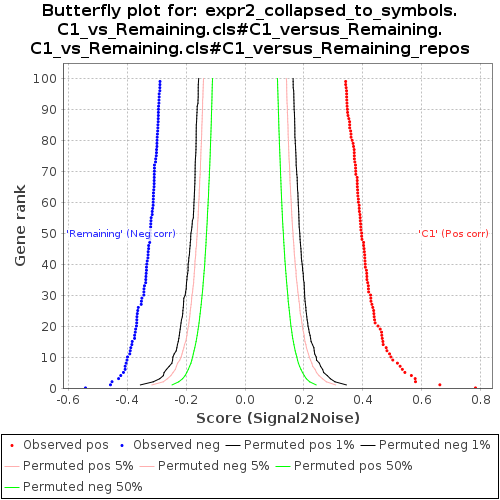 Butterfly plot for: expr2_collapsed_to_symbols.
C1_vs_Remaining.cls#C1_versus_Remaining.
C1_vs_Remaining.cls#C1_versus_Remaining_repos
100
90
80
70
60
50
40
30
20
10
0
Gene rank
'Remaining' (Neg corr)
'C1' (Pos corr)
-0.6 -0.4 -0.2 0.0 0.2 0.4 0.6 0.8
Score (Signal2Noise)
Observed pos Observed neg Permuted pos 1% Permuted neg 1%
Permuted pos 5% Permuted neg 5% Permuted pos 50%
Permuted neg 50%